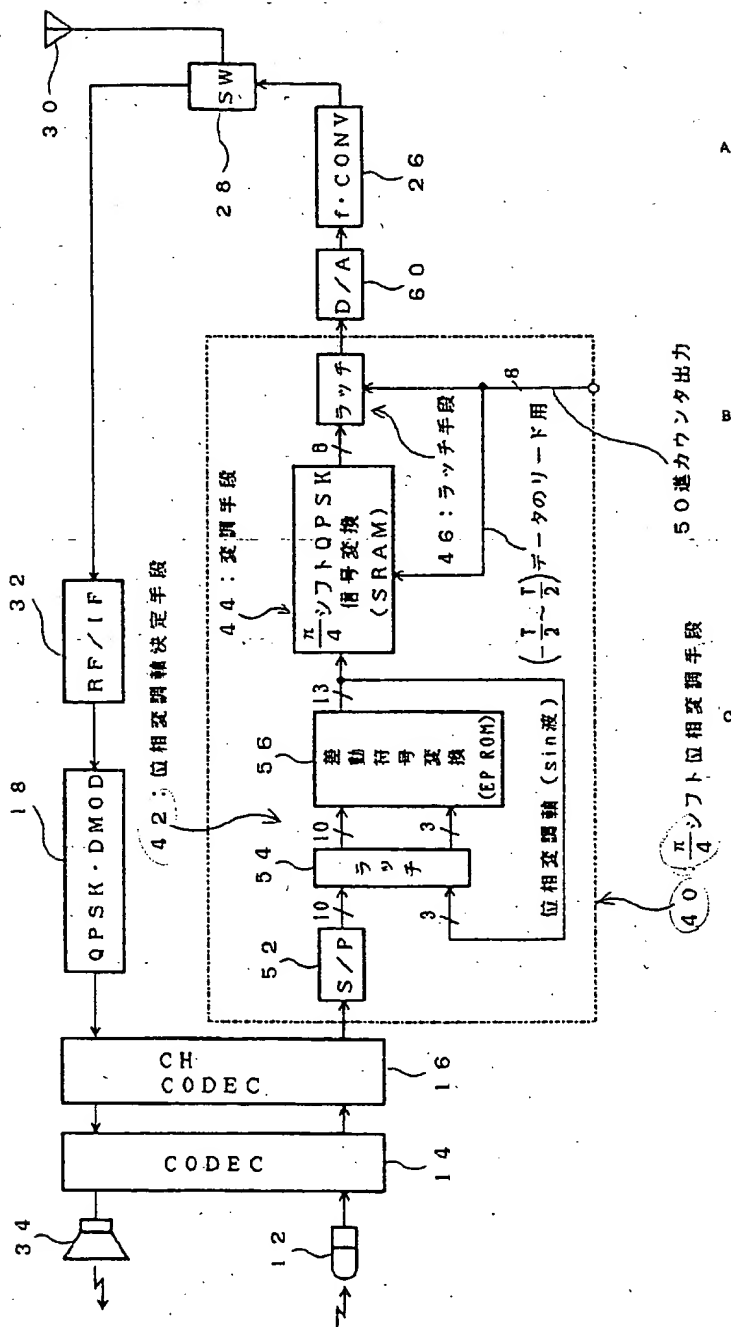 30
SW
28
f・CONV
26
D/A
60
ラッチ
8
46：ラッチ手段
8
50進カウンタ出力
44：変調手段
π/4シフトQPSK
信号変換
(SRAM)
(-T/2～T/2)データのリード用
RF/IF
32
QPSK・DMOD
18
42：位相変調軸決定手段
13
56
差動符号変換
(EP ROM)
10
3
54
ラッチ
10
3
位相変調軸（sin波）
52
S/P
40
π/4シフト位相変調手段
CH
CODEC
16
CODEC
14
34
12
A
B